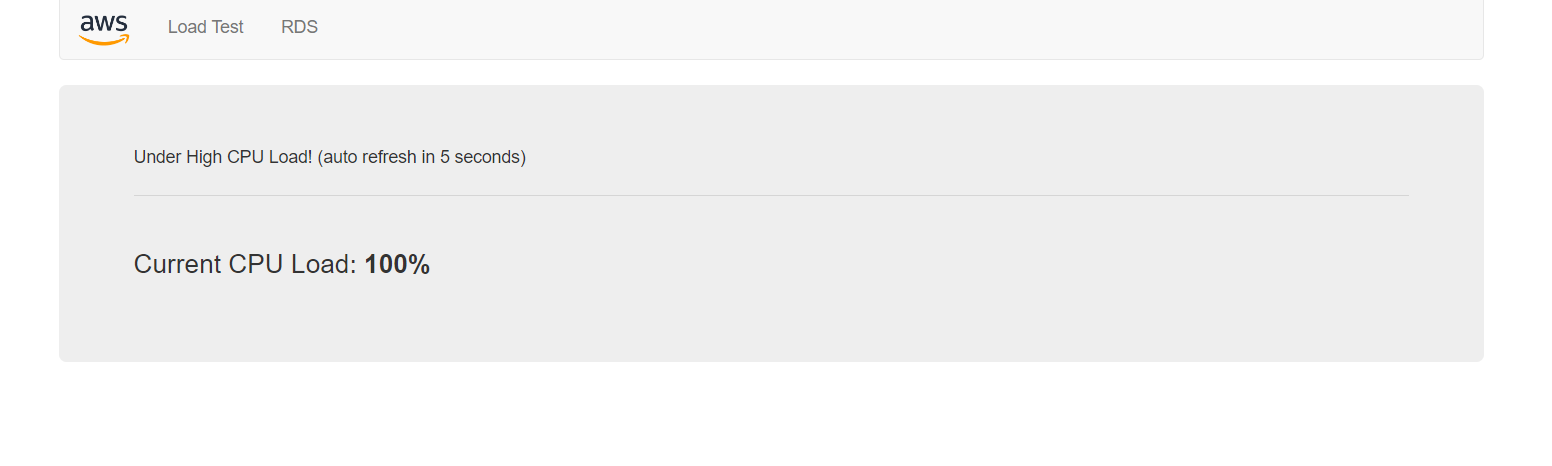 aws Load Test RDS
Under High CPU Load! (auto refresh in 5 seconds)
Current CPU Load: 100%